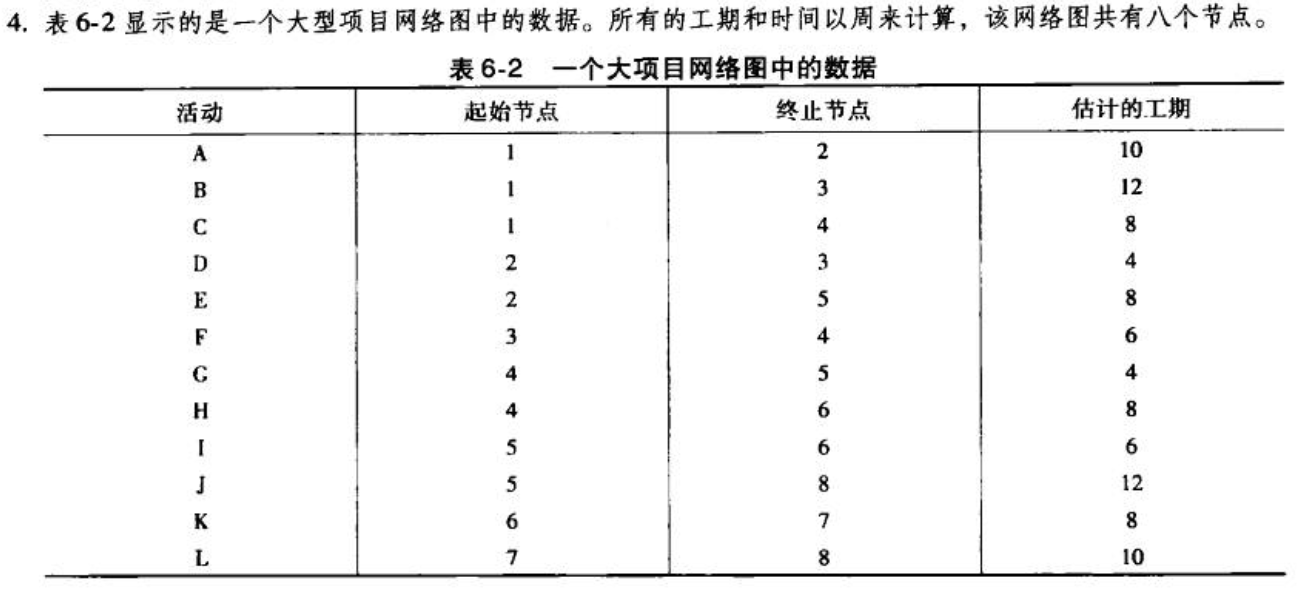 4. 表 6-2 显示的是一个大型项目网络图中的数据。所有的工期和时间以周来计算，该网络图共有八个节点。
表 6-2 一个大项目网络图中的数据
活动 起始节点 终止节点 估计的工期
A 1 2 10
B 1 3 12
C 1 4 8
D 2 3 4
E 2 5 8
F 3 4 6
G 4 5 4
H 4 6 8
I 5 6 6
J 5 8 12
K 6 7 8
L 7 8 10